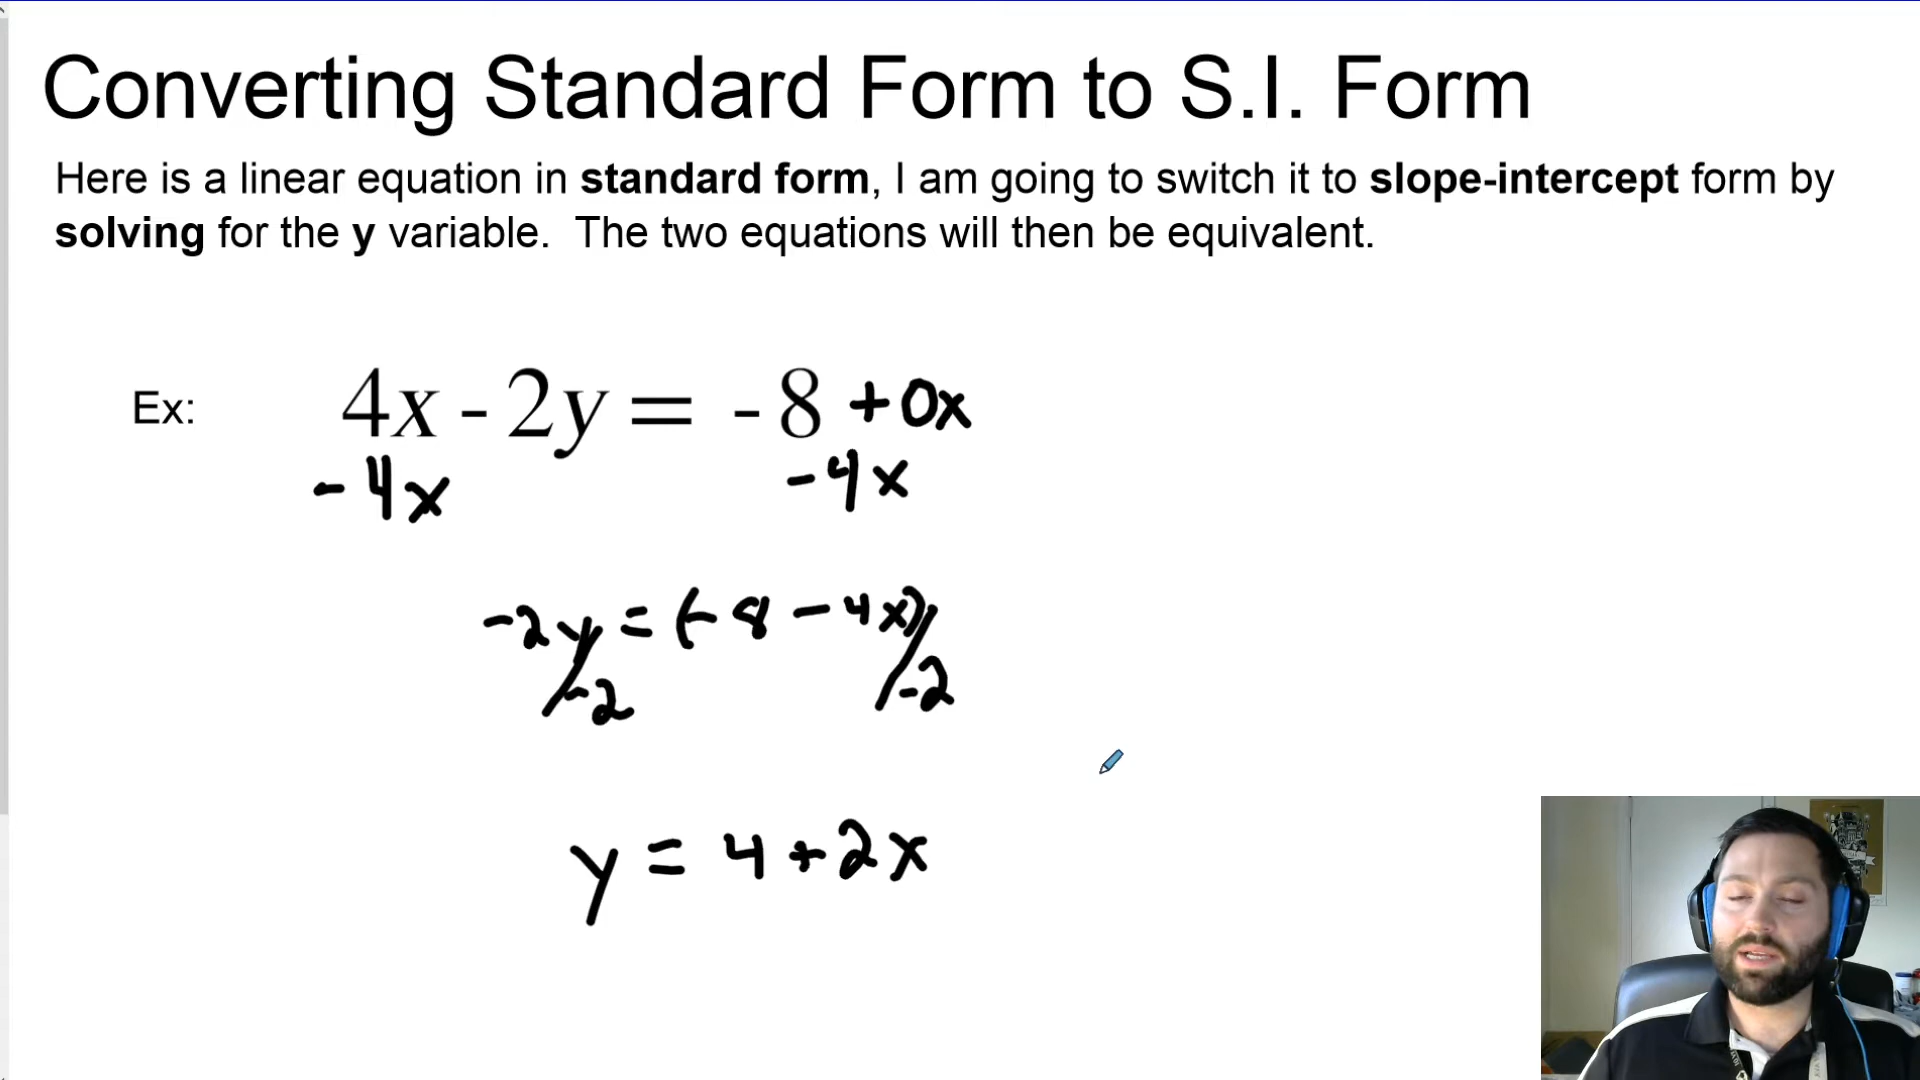 Converting Standard Form to S.I. Form
Here is a linear equation in standard form, I am going to switch it to slope-intercept form by
solving for the y variable. The two equations will then be equivalent.
Ex: 4x - 2y = - 8 + 0x
- 4x - 4x
-2y = (-8 - 4x)
/-2 /-2
y = 4 + 2x